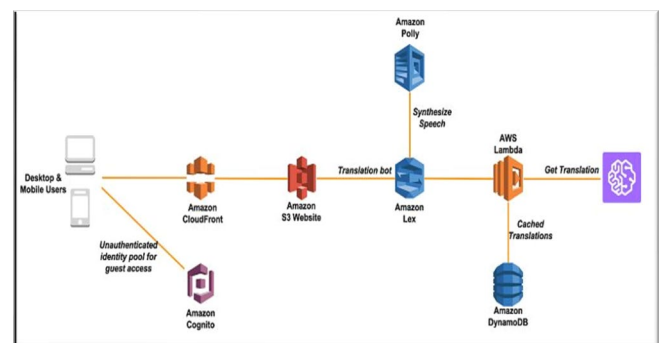 Amazon
Polly
Synthesize
Speech
AWS
Lambda
Desktop &
Mobile Users
Translation bot
Get Translation
Amazon
CloudFront
Amazon
S3 Website
Amazon
Lex
Cached
Translations
Unauthenticated
identity pool for
guest access
Amazon
Cognito
Amazon
DynamoDB